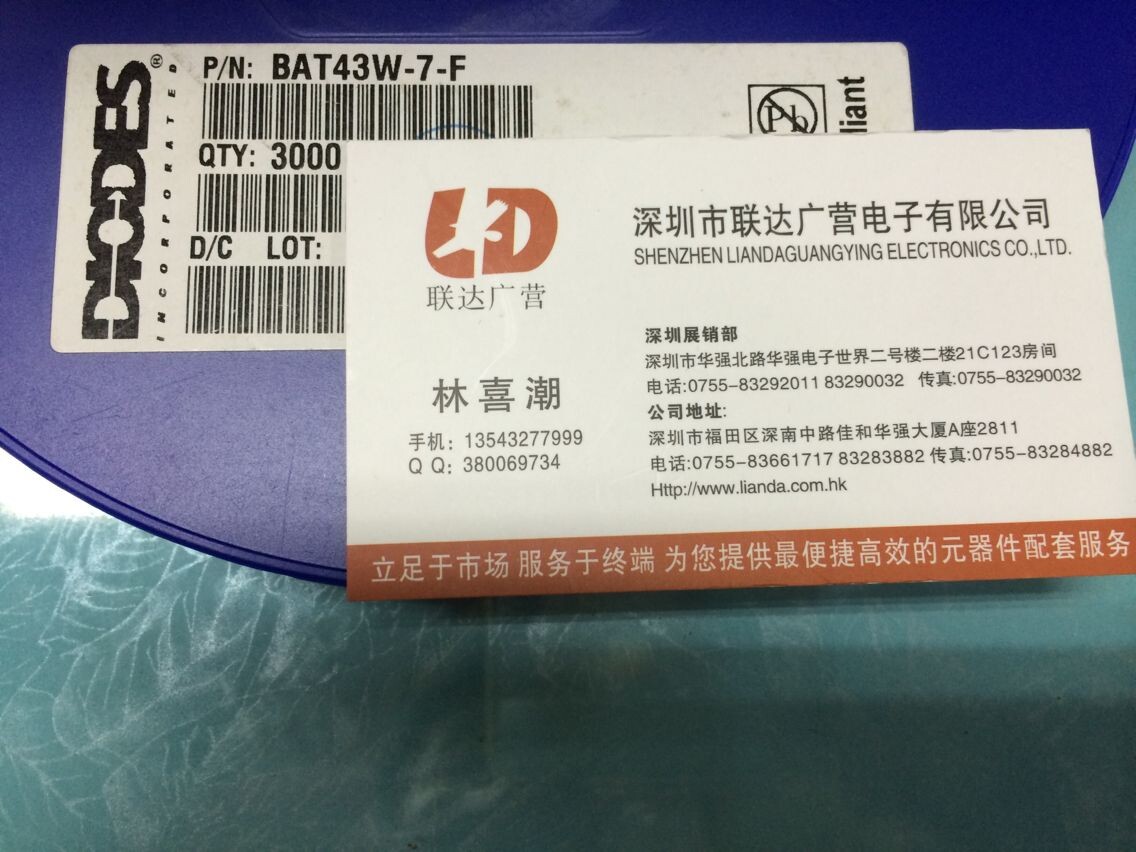 DIODES®
INCORPORATED
P/N: BAT43W-7-F
QTY: 3000
D/C LOT:
Pb
liant
LD
联达广营
深圳市联达广营电子有限公司
SHENZHEN LIANDAGUANGYING ELECTRONICS CO.,LTD.
林喜潮
手机: 13543277999
Q Q: 380069734
深圳展销部
深圳市华强北路华强电子世界二号楼二楼21C123房间
电话:0755-83292011 83290032 传真:0755-83290032
公司地址:
深圳市福田区深南中路佳和华强大厦A座2811
电话:0755-83661717 83283882 传真:0755-83284882
Http://www.lianda.com.hk
立足于市场 服务于终端 为您提供最便捷高效的元器件配套服务